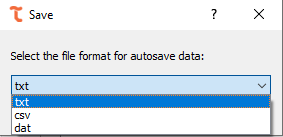 Save
?
Select the file format for autosave data:
txt
txt
csv
dat